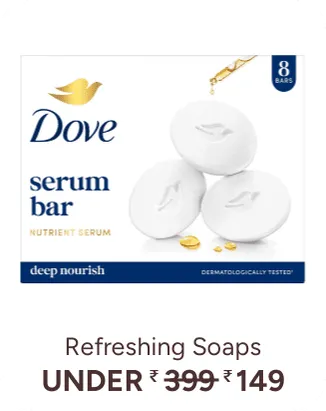 8
BARS
Dove
serum
bar
NUTRIENT SERUM
deep nourish
DERMATOLOGICALLY TESTED*
Refreshing Soaps
UNDER ₹399 ₹149